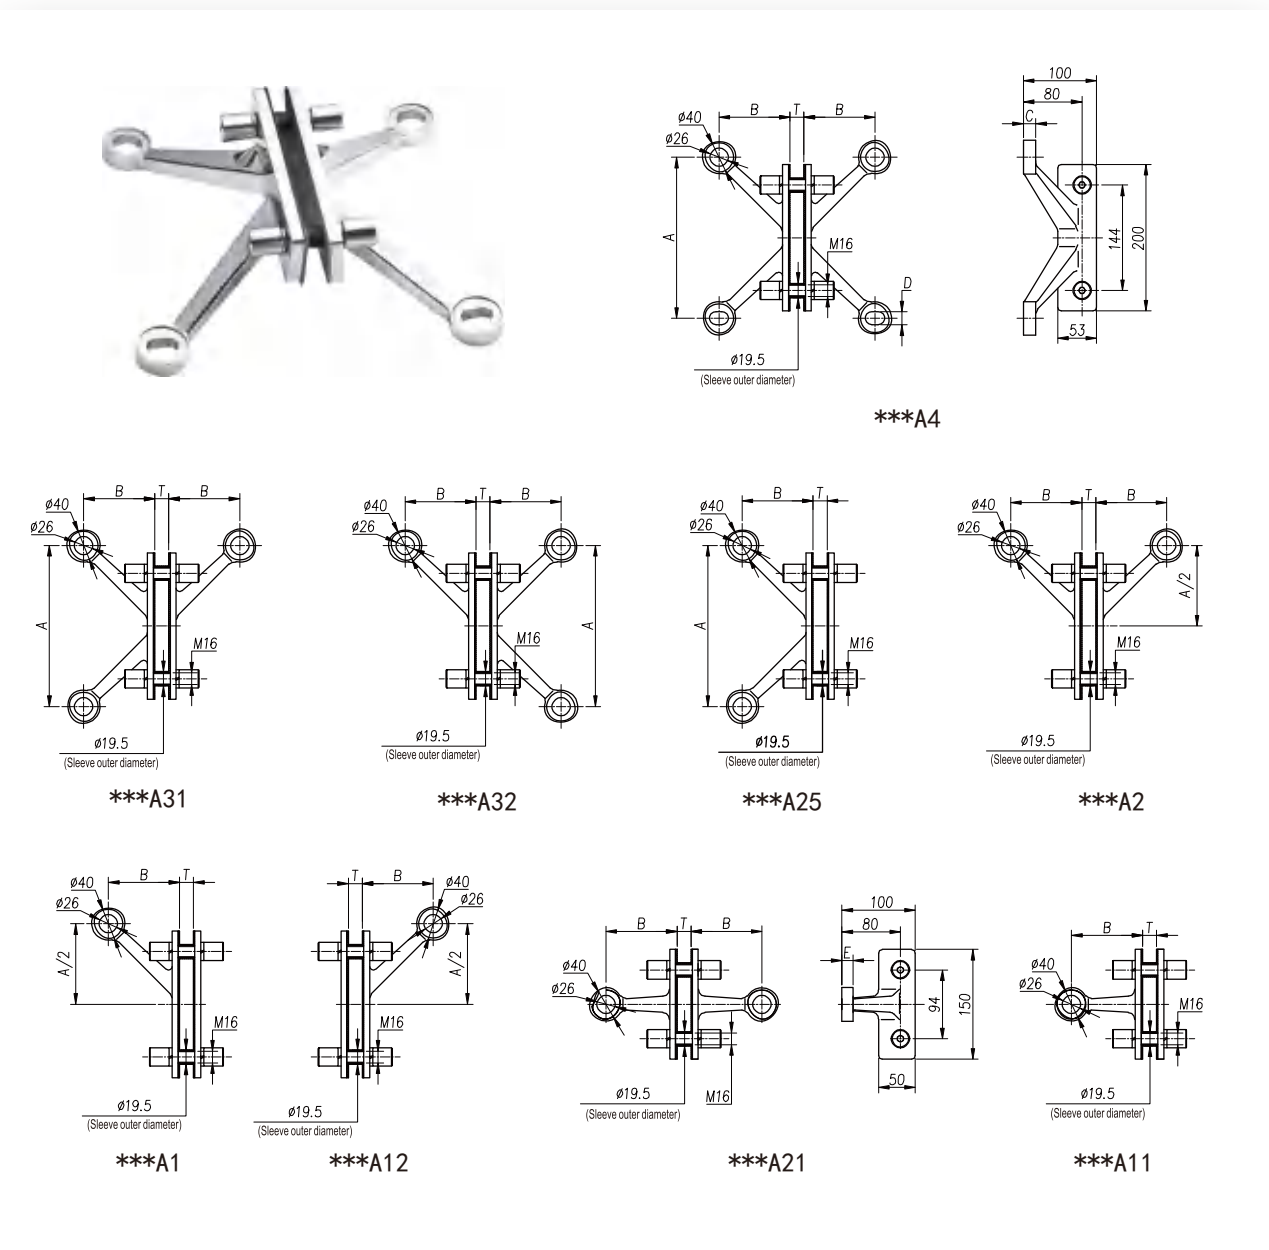 100
80
C
B T B
ø40
ø26
A
M16
D
144
200
53
ø19.5
(Sleeve outer diameter)
***A4
B T B
ø40
ø26
A
M16
ø19.5
(Sleeve outer diameter)
***A31
B T B
ø40
ø26
A
M16
ø19.5
(Sleeve outer diameter)
***A32
B T
ø40
ø26
A
M16
ø19.5
(Sleeve outer diameter)
***A25
B T B
ø40
ø26
A/2
M16
ø19.5
(Sleeve outer diameter)
***A2
B T
ø40
ø26
A/2
M16
ø19.5
(Sleeve outer diameter)
***A1
T B
ø40
ø26
A/2
M16
ø19.5
(Sleeve outer diameter)
***A12
B T B
ø40
ø26
ø19.5
(Sleeve outer diameter)
M16
100
80
E
94
150
50
***A21
B T
ø40
ø26
M16
ø19.5
(Sleeve outer diameter)
***A11